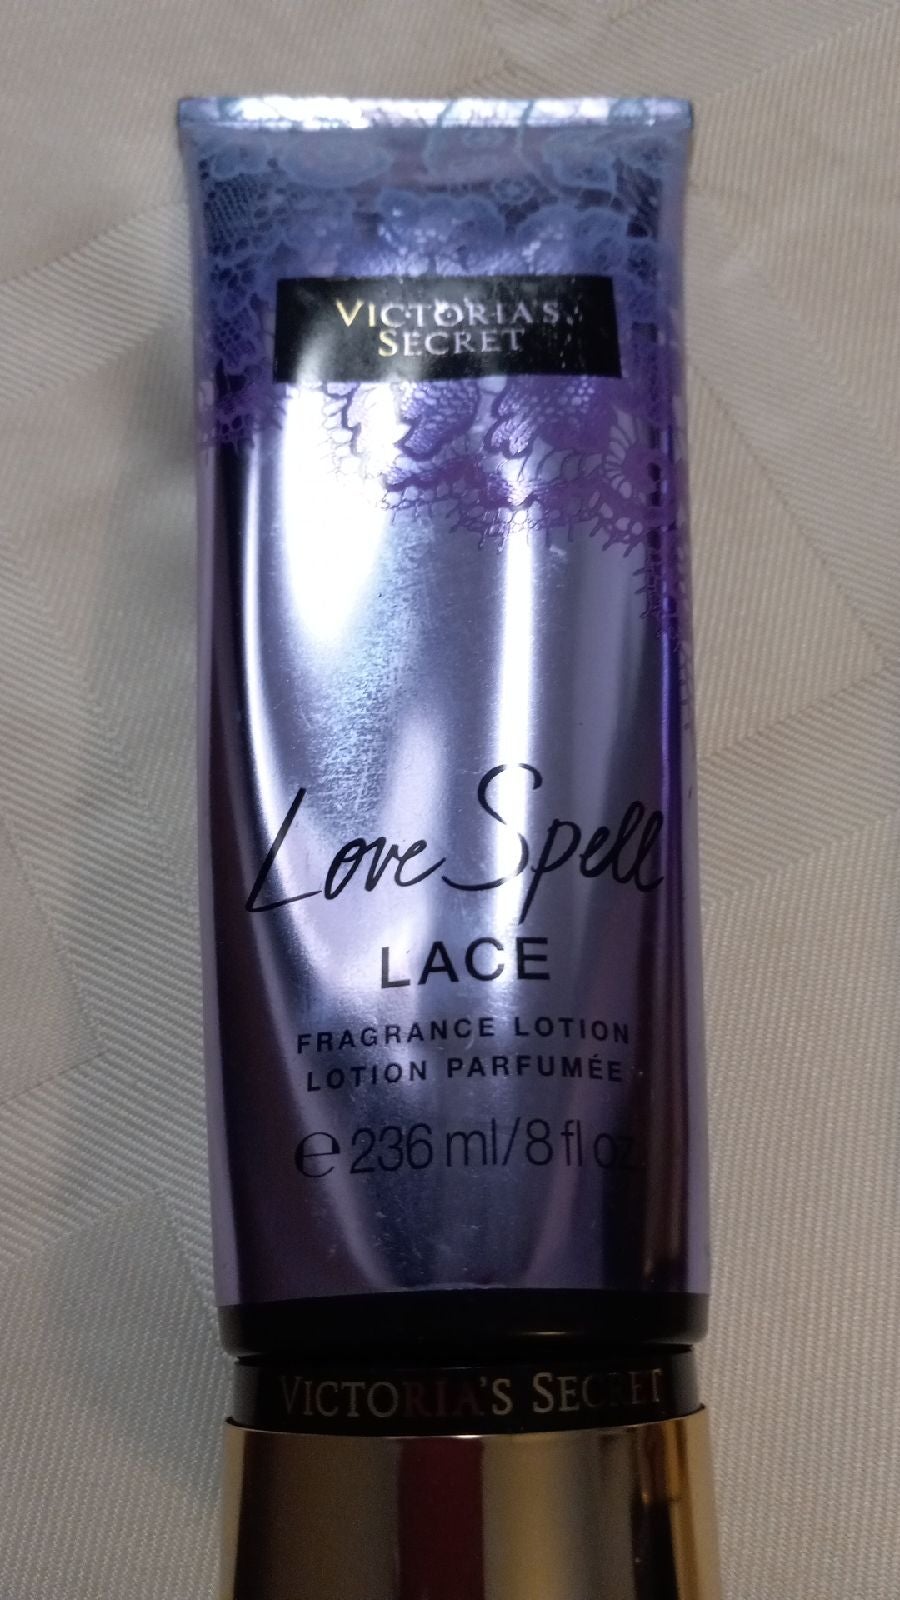 VICTORIA'S
SECRET
Love Spell
LACE
FRAGRANCE LOTION
LOTION PARFUMÉE
℮ 236 ml/8 fl oz
VICTORIA'S SECRET